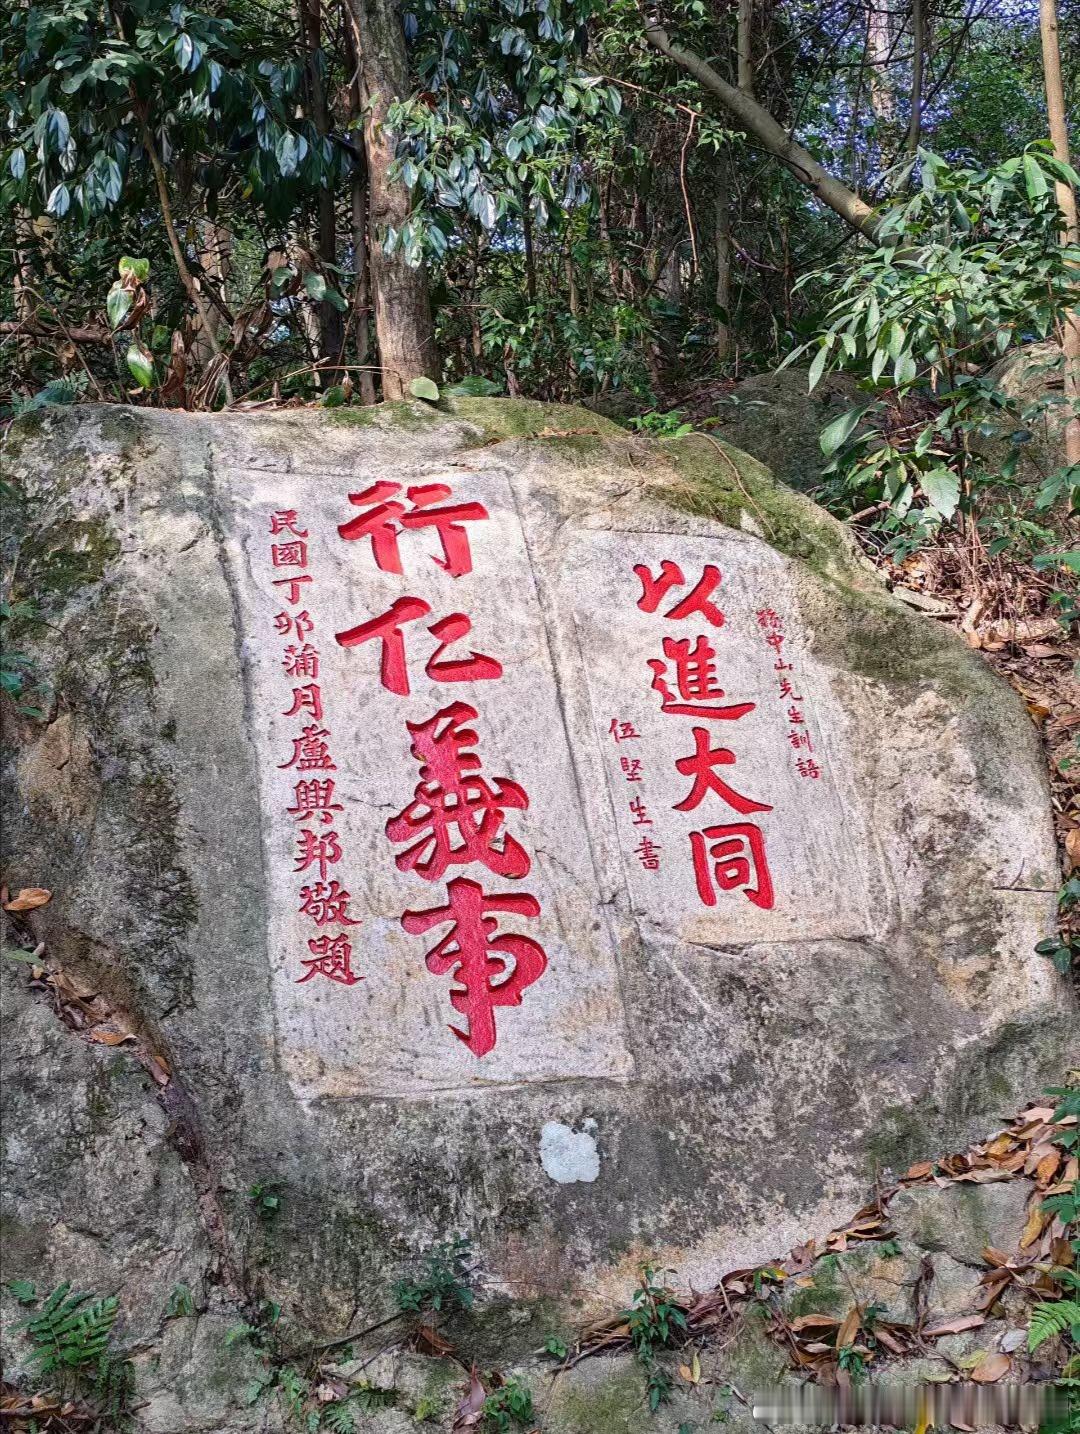 孫中山先生訓語
以進大同
伍堅生書
行仁義事
民國丁卯蒲月盧興邦敬題